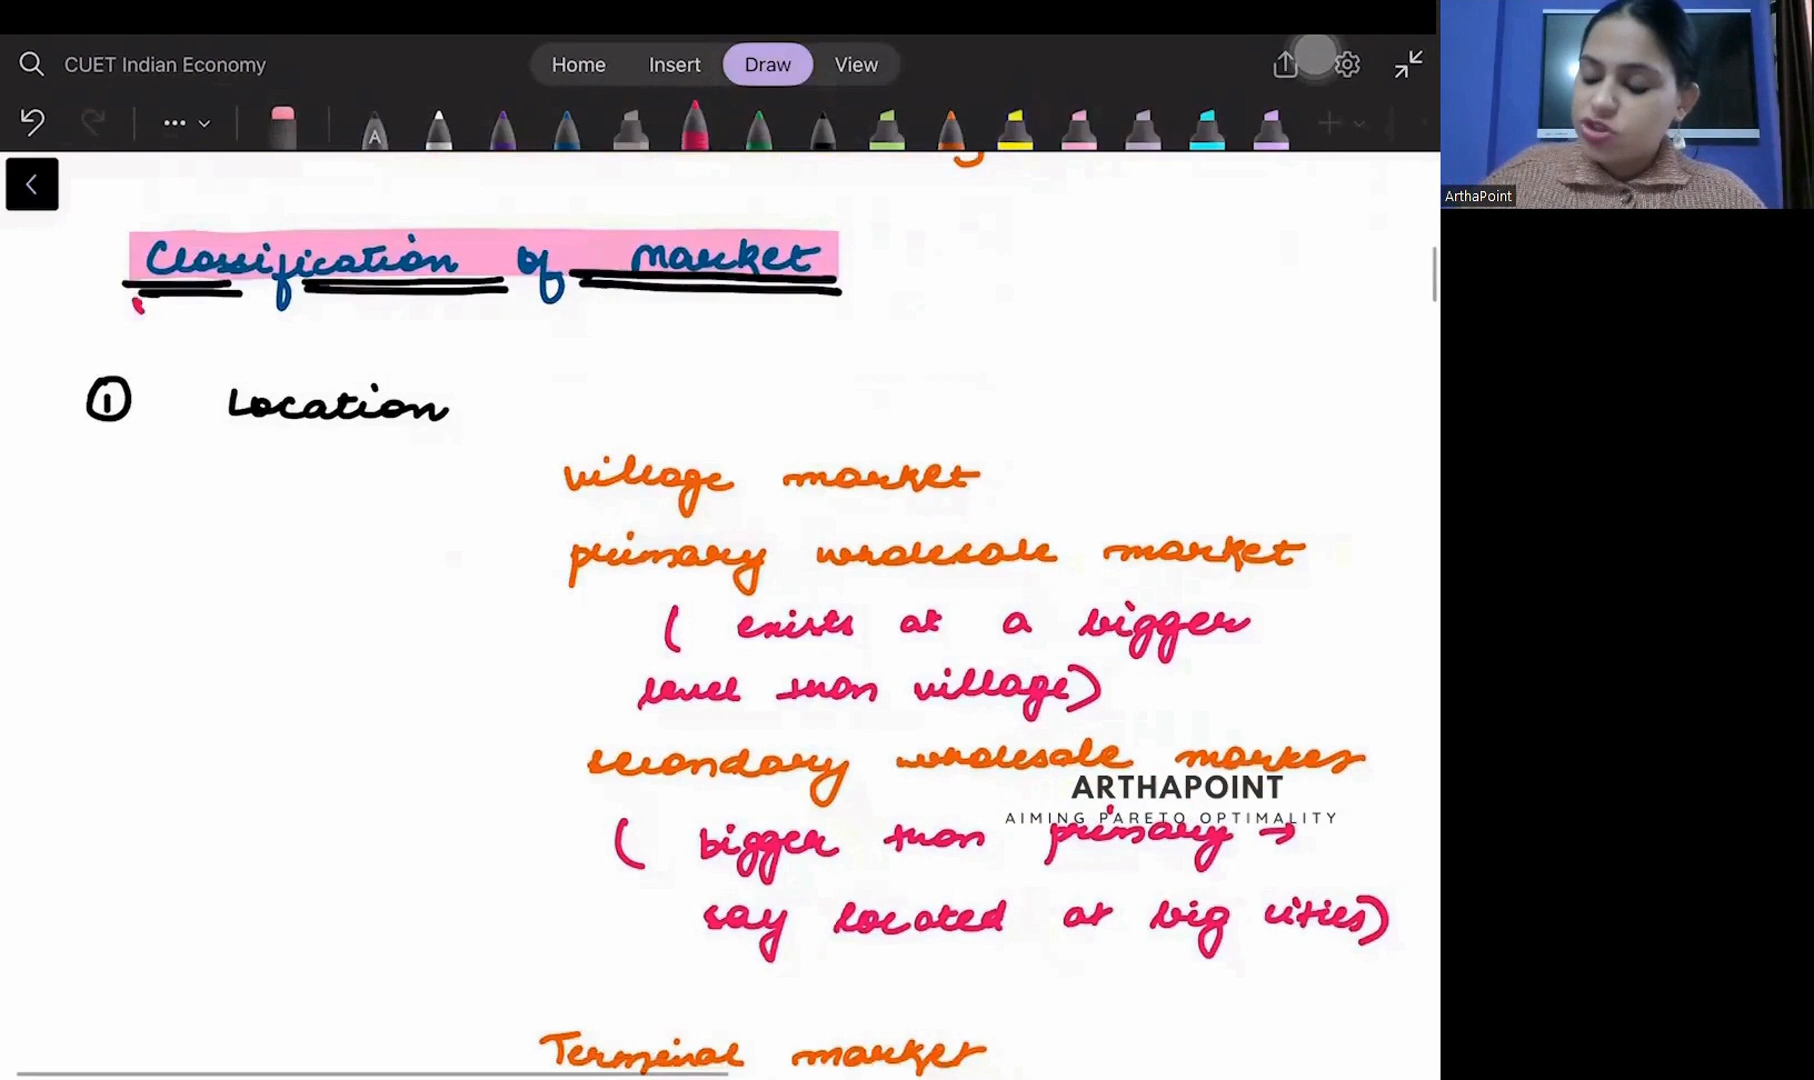 CUET Indian Economy
Home Insert Draw View
A
ArthaPoint
Classification of Market
1 Location
village market
primary wholesale market
( exists at a bigger
level than village)
secondary wholesale market
ARTHAPOINT
AIMING PARETO OPTIMALITY
( bigger than primary →
say located at big cities)
Terminal market